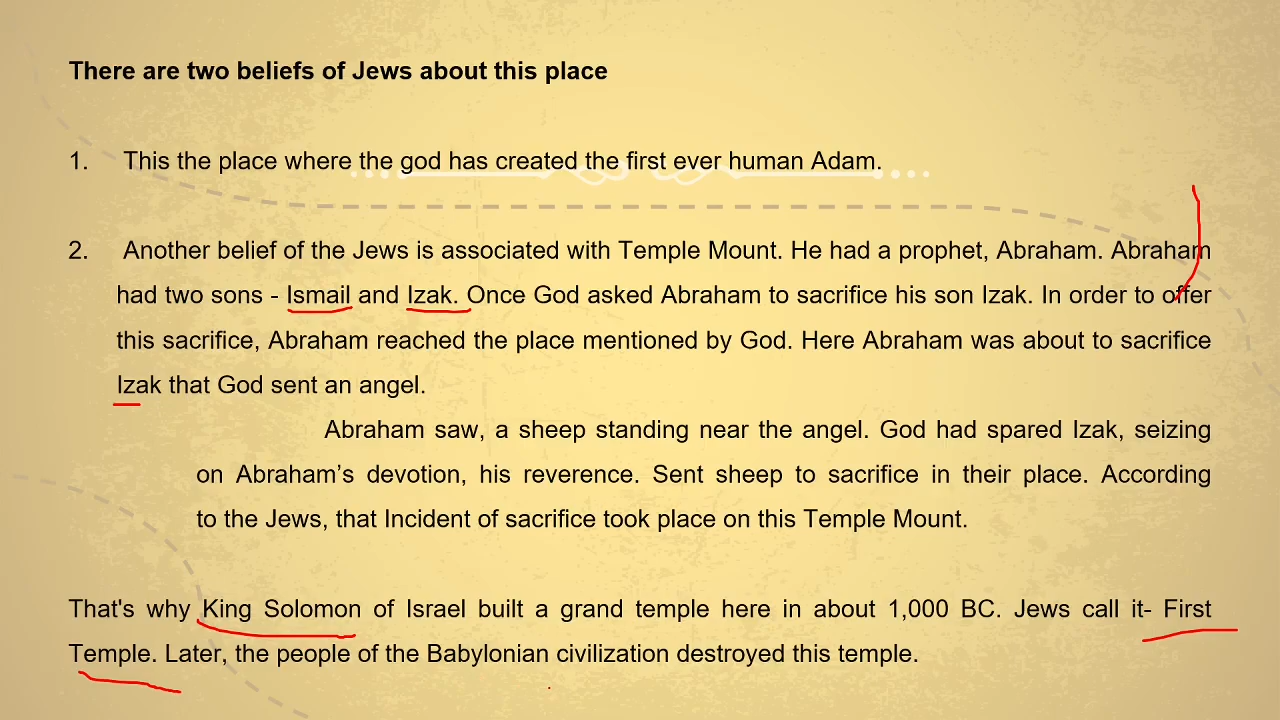 There are two beliefs of Jews about this place
1. This the place where the god has created the first ever human Adam.
2. Another belief of the Jews is associated with Temple Mount. He had a prophet, Abraham. Abraham
had two sons - Ismail and Izak. Once God asked Abraham to sacrifice his son Izak. In order to offer
this sacrifice, Abraham reached the place mentioned by God. Here Abraham was about to sacrifice
Izak that God sent an angel.
Abraham saw, a sheep standing near the angel. God had spared Izak, seizing
on Abraham’s devotion, his reverence. Sent sheep to sacrifice in their place. According
to the Jews, that Incident of sacrifice took place on this Temple Mount.
That's why King Solomon of Israel built a grand temple here in about 1,000 BC. Jews call it- First
Temple. Later, the people of the Babylonian civilization destroyed this temple.